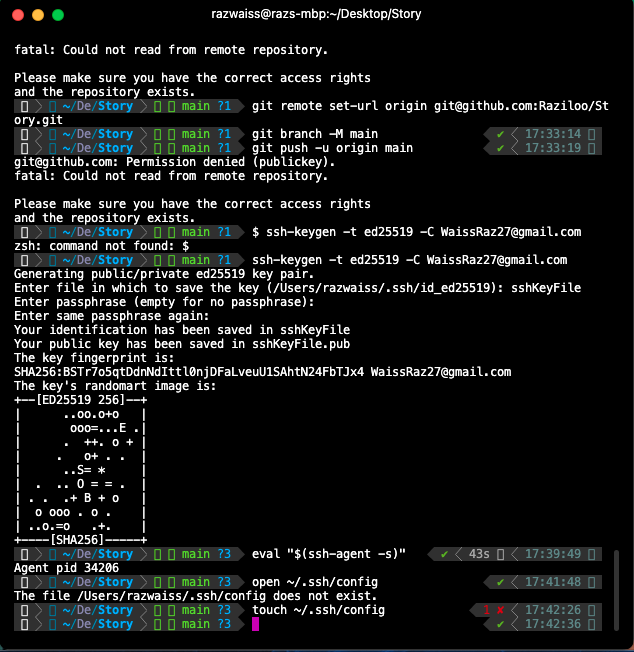 razwaiss@razs-mbp:~/Desktop/Story
fatal: Could not read from remote repository.
Please make sure you have the correct access rights
and the repository exists.
~/De/Story main ?1 git remote set-url origin git@github.com:Raziloo/St
ory.git
~/De/Story main ?1 git branch -M main ✔ 17:33:14
~/De/Story main ?1 git push -u origin main ✔ 17:33:19
git@github.com: Permission denied (publickey).
fatal: Could not read from remote repository.
Please make sure you have the correct access rights
and the repository exists.
~/De/Story main ?1 $ ssh-keygen -t ed25519 -C WaissRaz27@gmail.com
zsh: command not found: $
~/De/Story main ?1 ssh-keygen -t ed25519 -C WaissRaz27@gmail.com
Generating public/private ed25519 key pair.
Enter file in which to save the key (/Users/razwaiss/.ssh/id_ed25519): sshKeyFile
Enter passphrase (empty for no passphrase):
Enter same passphrase again:
Your identification has been saved in sshKeyFile
Your public key has been saved in sshKeyFile.pub
The key fingerprint is:
SHA256:BSTr7o5qtDdnNdIttl0njDFaLveuU1SAhtN24FbTJx4 WaissRaz27@gmail.com
The key's randomart image is:
+--[ED25519 256]--+
|      ..oo.o+o   |
|       ooo=...E .|
|      .  ++. o + |
|     .   o+ . .  |
|      ..S= *     |
|  .  .. O = = .  |
| . .  .+ B + o   |
|  o ooo . o .    |
| ..o.=o   .+.    |
+----[SHA256]-----+
~/De/Story main ?3 eval "$(ssh-agent -s)" ✔ 43s 17:39:49
Agent pid 34206
~/De/Story main ?3 open ~/.ssh/config ✔ 17:41:48
The file /Users/razwaiss/.ssh/config does not exist.
~/De/Story main ?3 touch ~/.ssh/config 1 ✘ 17:42:26
~/De/Story main ?3 ✔ 17:42:36